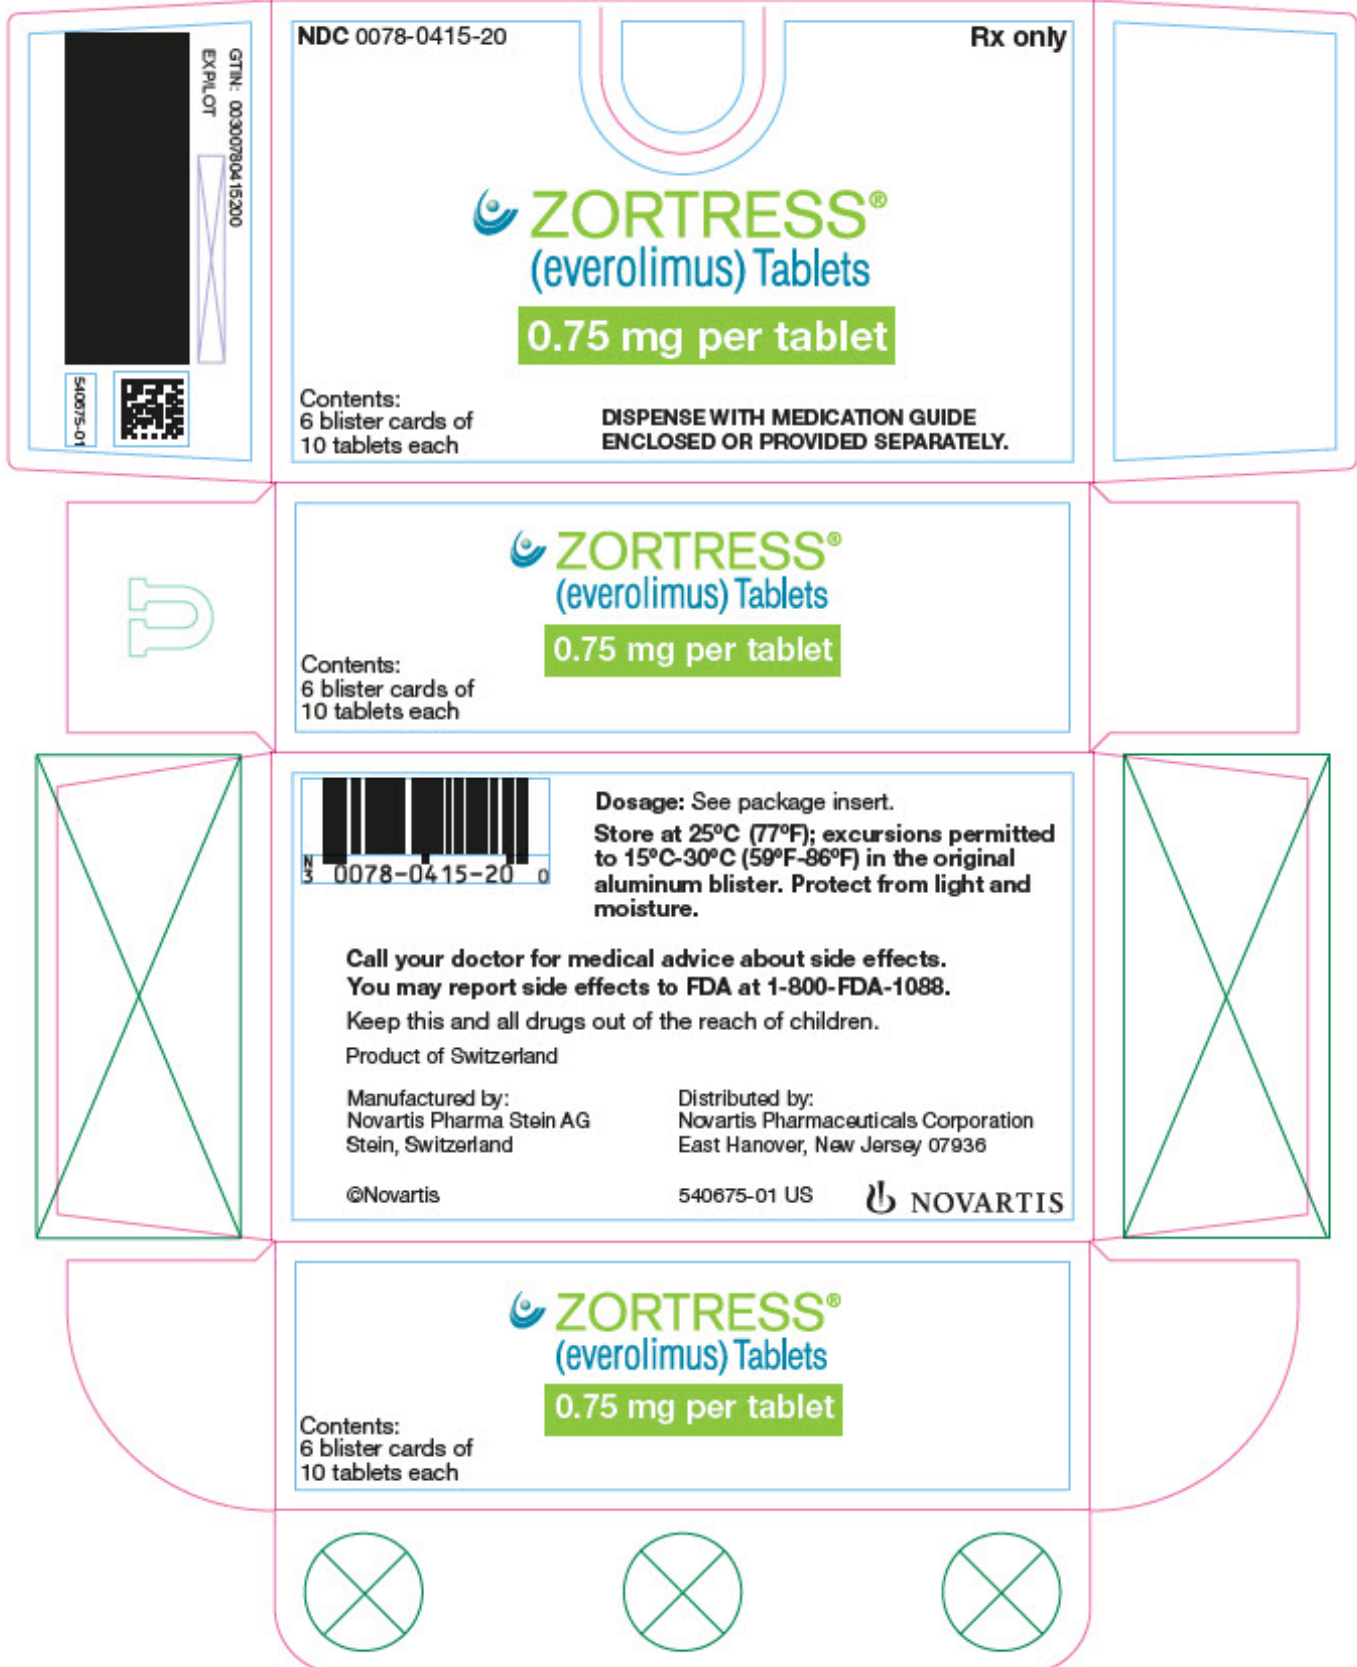 GTIN: 00300780415200
EXP/LOT
540675-01
NDC 0078-0415-20
Rx only
ZORTRESS®
(everolimus) Tablets
0.75 mg per tablet
Contents:
6 blister cards of
10 tablets each
DISPENSE WITH MEDICATION GUIDE
ENCLOSED OR PROVIDED SEPARATELY.
ZORTRESS®
(everolimus) Tablets
0.75 mg per tablet
Contents:
6 blister cards of
10 tablets each
N
3
0078-0415-20
0
Dosage: See package insert.
Store at 25ºC (77ºF); excursions permitted
to 15ºC-30ºC (59ºF-86ºF) in the original
aluminum blister. Protect from light and
moisture.
Call your doctor for medical advice about side effects.
You may report side effects to FDA at 1-800-FDA-1088.
Keep this and all drugs out of the reach of children.
Product of Switzerland
Manufactured by:
Novartis Pharma Stein AG
Stein, Switzerland
Distributed by:
Novartis Pharmaceuticals Corporation
East Hanover, New Jersey 07936
©Novartis
540675-01 US
NOVARTIS
ZORTRESS®
(everolimus) Tablets
0.75 mg per tablet
Contents:
6 blister cards of
10 tablets each